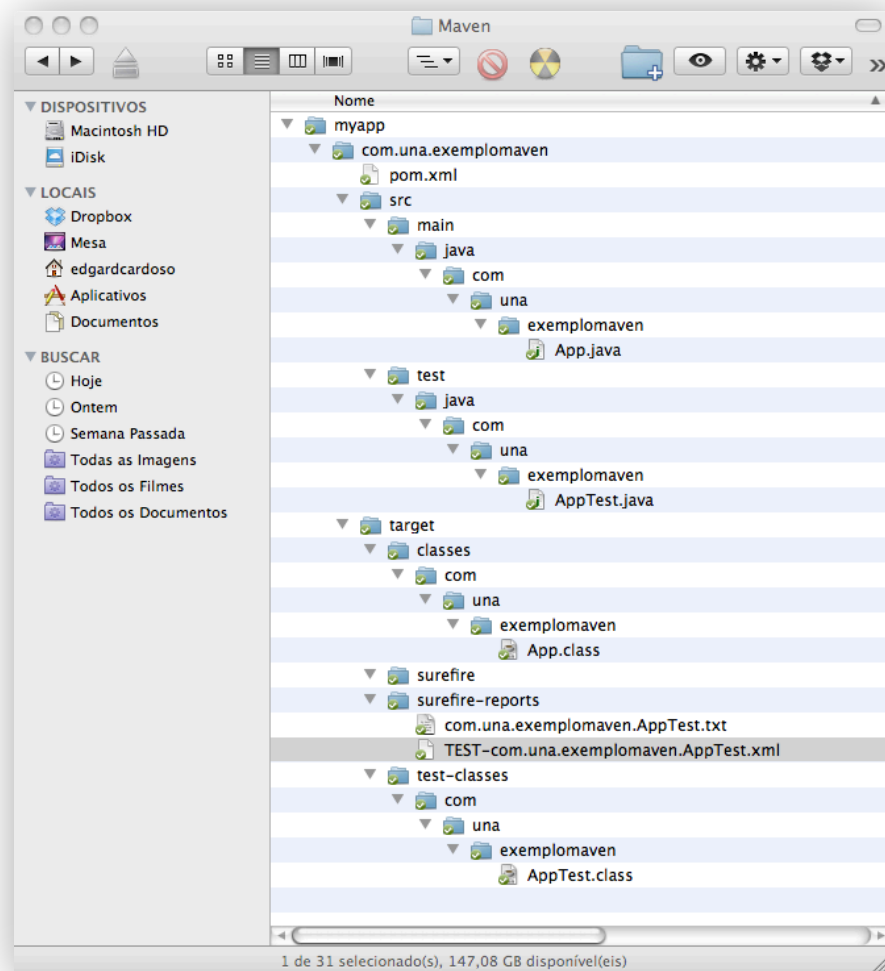 Maven
DISPOSITIVOS
Macintosh HD
iDisk
LOCAIS
Dropbox
Mesa
edgardcardoso
Aplicativos
Documentos
BUSCAR
Hoje
Ontem
Semana Passada
Todas as Imagens
Todos os Filmes
Todos os Documentos
Nome
myapp
com.una.exemplomaven
pom.xml
src
main
java
com
una
exemplomaven
App.java
test
java
com
una
exemplomaven
AppTest.java
target
classes
com
una
exemplomaven
App.class
surefire
surefire-reports
com.una.exemplomaven.AppTest.txt
TEST-com.una.exemplomaven.AppTest.xml
test-classes
com
una
exemplomaven
AppTest.class
1 de 31 selecionado(s), 147,08 GB disponível(eis)